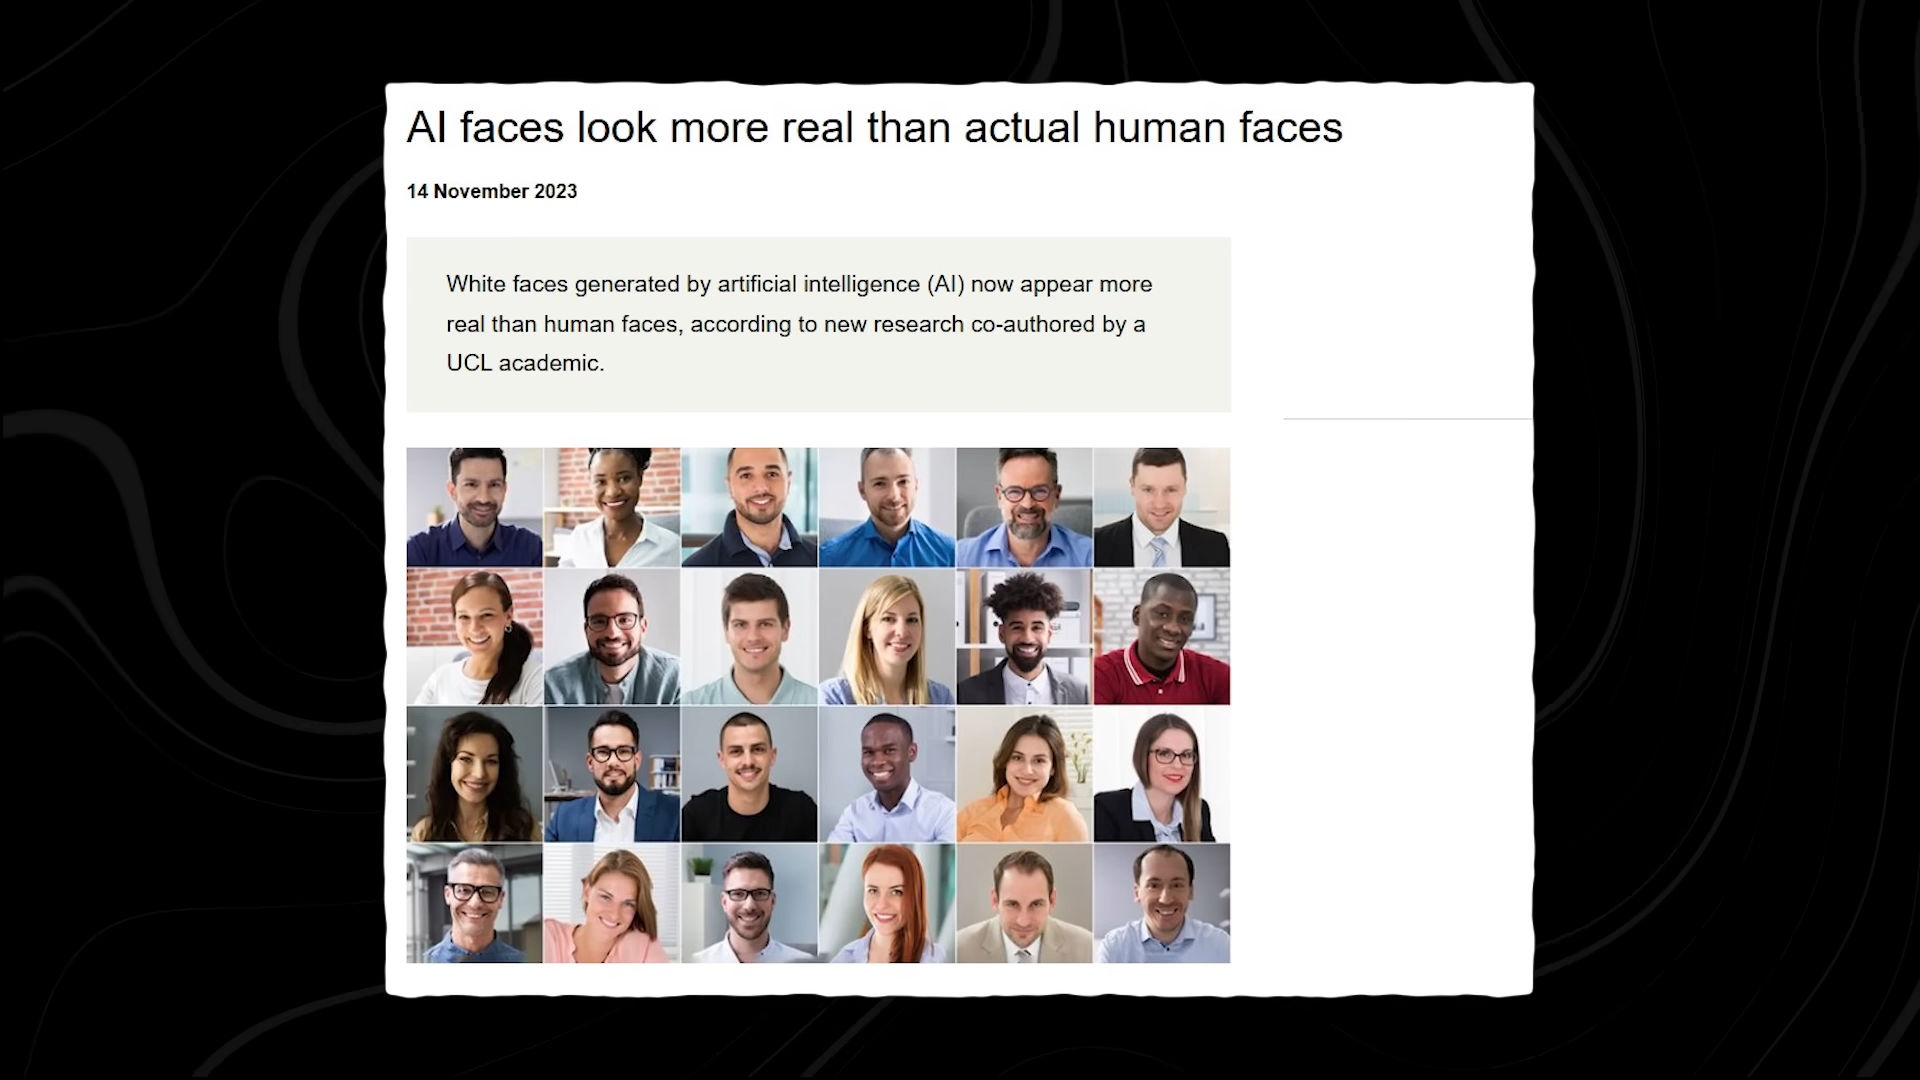 AI faces look more real than actual human faces
14 November 2023
White faces generated by artificial intelligence (AI) now appear more
real than human faces, according to new research co-authored by a
UCL academic.